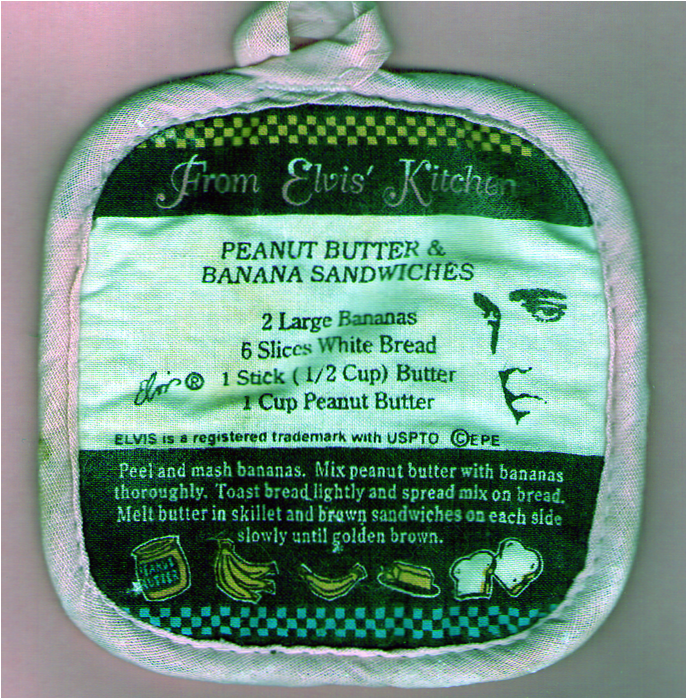 From Elvis' Kitchen
PEANUT BUTTER &
BANANA SANDWICHES
2 Large Bananas
6 Slices White Bread
1 Stick ( 1/2 Cup) Butter
1 Cup Peanut Butter
Elvis ®
ELVIS is a registered trademark with USPTO ©EPE
Peel and mash bananas. Mix peanut butter with bananas
thoroughly. Toast bread lightly and spread mix on bread.
Melt butter in skillet and brown sandwiches on each side
slowly until golden brown.
PEANUT
BUTTER